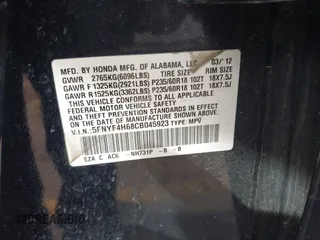 MFD. BY HONDA MFG. OF ALABAMA, LLC 03/'12
GVWR 2765KG(6096LBS) TIRE SIZE RIM SIZE
GAWR F 1325KG(2921LBS) P235/60R18 102T 18X7.5J
GAWR R 1525KG(3362LBS) P235/60R18 102T 18X7.5J
THIS VEHICLE CONFORMS TO ALL APPLICABLE
FEDERAL MOTOR VEHICLE SAFETY AND THEFT
PREVENTION STANDARDS IN EFFECT ON THE DATE
OF MANUFACTURE SHOWN ABOVE.
V.I.N.: 5FNYF4H68CB045923 TYPE: MPV
SZA C AC6 NH731P -B -B